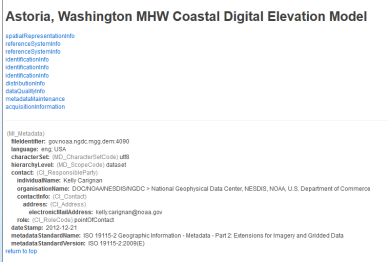 Astoria, Washington MHW Coastal Digital Elevation Model
spatialRepresentationInfo
referenceSystemInfo
referenceSystemInfo
identificationInfo
identificationInfo
identificationInfo
distributionInfo
dataQualityInfo
metadataMaintenance
acquisitionInformation
(MI_Metadata)
fileIdentifier: gov.noaa.ngdc.mgg.dem:4090
language: eng; USA
characterSet: (MD_CharacterSetCode) utf8
hierarchyLevel: (MD_ScopeCode) dataset
contact: (CI_ResponsibleParty)
individualName: Kelly Carignan
organisationName: DOC/NOAA/NESDIS/NGDC > National Geophysical Data Center, NESDIS, NOAA, U.S. Department of Commerce
contactInfo: (CI_Contact)
address: (CI_Address)
electronicMailAddress: kelly.carignan@noaa.gov
role: (CI_RoleCode) pointOfContact
dateStamp: 2012-12-21
metadataStandardName: ISO 19115-2 Geographic Information - Metadata - Part 2: Extensions for Imagery and Gridded Data
metadataStandardVersion: ISO 19115-2:2009(E)
return to top